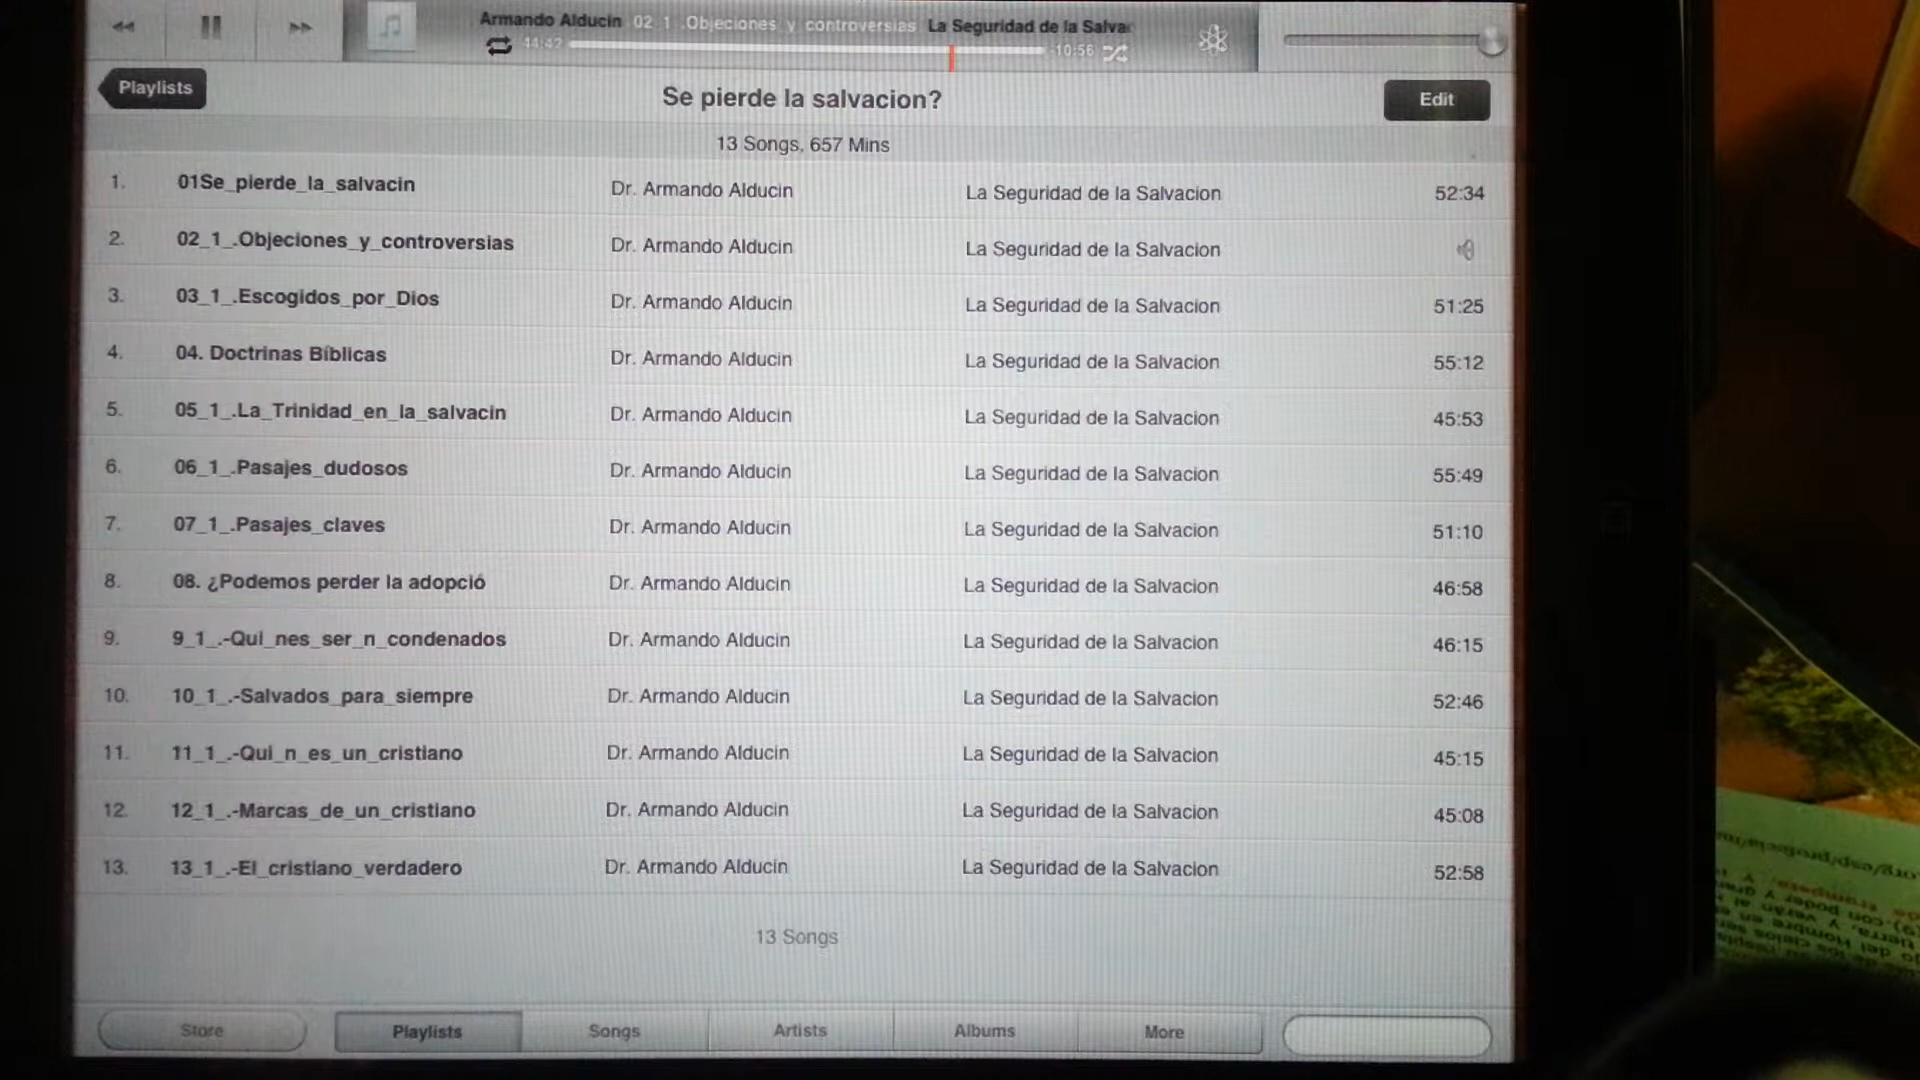 Armando Alducin 02 1 .Objeciones y controversias La Seguridad de la Salvac
44:42 -10:56
Playlists
Se pierde la salvacion?
Edit
13 Songs, 657 Mins
1. 01Se_pierde_la_salvacin Dr. Armando Alducin La Seguridad de la Salvacion 52:34
2. 02_1_.Objeciones_y_controversias Dr. Armando Alducin La Seguridad de la Salvacion
3. 03_1_.Escogidos_por_Dios Dr. Armando Alducin La Seguridad de la Salvacion 51:25
4. 04. Doctrinas Bíblicas Dr. Armando Alducin La Seguridad de la Salvacion 55:12
5. 05_1_.La_Trinidad_en_la_salvacin Dr. Armando Alducin La Seguridad de la Salvacion 45:53
6. 06_1_.Pasajes_dudosos Dr. Armando Alducin La Seguridad de la Salvacion 55:49
7. 07_1_.Pasajes_claves Dr. Armando Alducin La Seguridad de la Salvacion 51:10
8. 08. ¿Podemos perder la adopció Dr. Armando Alducin La Seguridad de la Salvacion 46:58
9. 9_1_.-Qui_nes_ser_n_condenados Dr. Armando Alducin La Seguridad de la Salvacion 46:15
10. 10_1_.-Salvados_para_siempre Dr. Armando Alducin La Seguridad de la Salvacion 52:46
11. 11_1_.-Qui_n_es_un_cristiano Dr. Armando Alducin La Seguridad de la Salvacion 45:15
12. 12_1_.-Marcas_de_un_cristiano Dr. Armando Alducin La Seguridad de la Salvacion 45:08
13. 13_1_.-El_cristiano_verdadero Dr. Armando Alducin La Seguridad de la Salvacion 52:58
13 Songs
Store Playlists Songs Artists Albums More